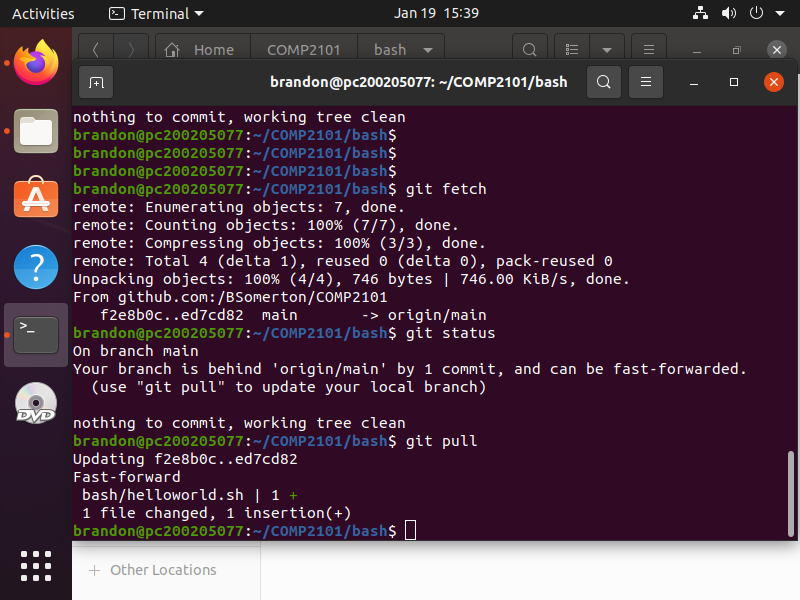 Activities Terminal Jan 19 15:39
Home COMP2101 bash
brandon@pc200205077: ~/COMP2101/bash
nothing to commit, working tree clean
brandon@pc200205077:~/COMP2101/bash$
brandon@pc200205077:~/COMP2101/bash$
brandon@pc200205077:~/COMP2101/bash$
brandon@pc200205077:~/COMP2101/bash$ git fetch
remote: Enumerating objects: 7, done.
remote: Counting objects: 100% (7/7), done.
remote: Compressing objects: 100% (3/3), done.
remote: Total 4 (delta 1), reused 0 (delta 0), pack-reused 0
Unpacking objects: 100% (4/4), 746 bytes | 746.00 KiB/s, done.
From github.com:/BSomerton/COMP2101
   f2e8b0c..ed7cd82  main       -> origin/main
brandon@pc200205077:~/COMP2101/bash$ git status
On branch main
Your branch is behind 'origin/main' by 1 commit, and can be fast-forwarded.
  (use "git pull" to update your local branch)
nothing to commit, working tree clean
brandon@pc200205077:~/COMP2101/bash$ git pull
Updating f2e8b0c..ed7cd82
Fast-forward
 bash/helloworld.sh | 1 +
 1 file changed, 1 insertion(+)
brandon@pc200205077:~/COMP2101/bash$
DVD
+ Other Locations